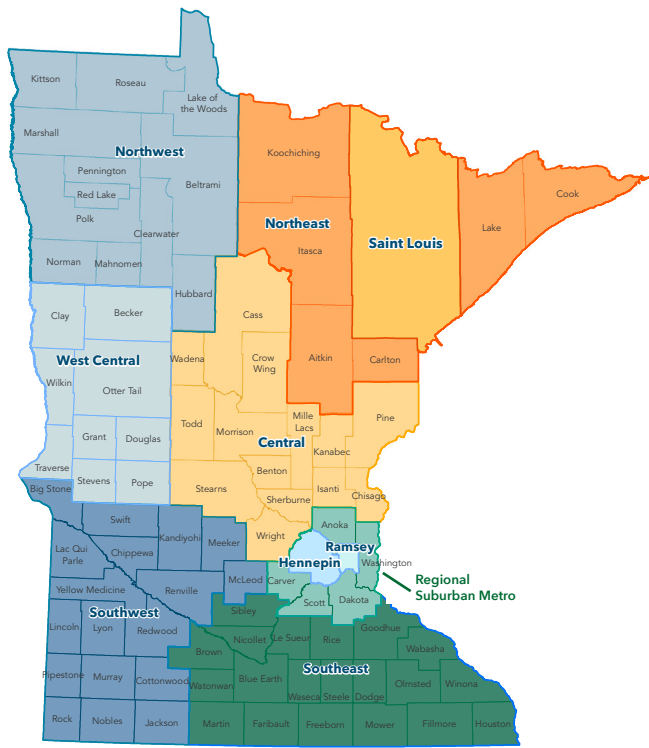 Kittson
Roseau
Lake of
the Woods
Marshall
Northwest
Pennington
Red Lake
Beltrami
Polk
Clearwater
Norman
Mahnomen
Hubbard
Koochiching
Northeast
Itasca
Saint Louis
Lake
Cook
Aitkin
Carlton
Clay
Becker
West Central
Wilkin
Otter Tail
Grant
Douglas
Traverse
Stevens
Pope
Cass
Wadena
Crow
Wing
Todd
Morrison
Mille
Lacs
Pine
Central
Kanabec
Benton
Stearns
Sherburne
Isanti
Chisago
Wright
Anoka
Ramsey
Hennepin
Washington
Carver
Scott
Dakota
Regional
Suburban Metro
Big Stone
Swift
Kandiyohi
Meeker
Lac Qui
Parle
Chippewa
McLeod
Yellow Medicine
Renville
Southwest
Lincoln
Lyon
Redwood
Pipestone
Murray
Cottonwood
Rock
Nobles
Jackson
Sibley
Nicollet
Le Sueur
Rice
Goodhue
Wabasha
Brown
Southeast
Watonwan
Blue Earth
Waseca
Steele
Dodge
Olmsted
Winona
Martin
Faribault
Freeborn
Mower
Fillmore
Houston